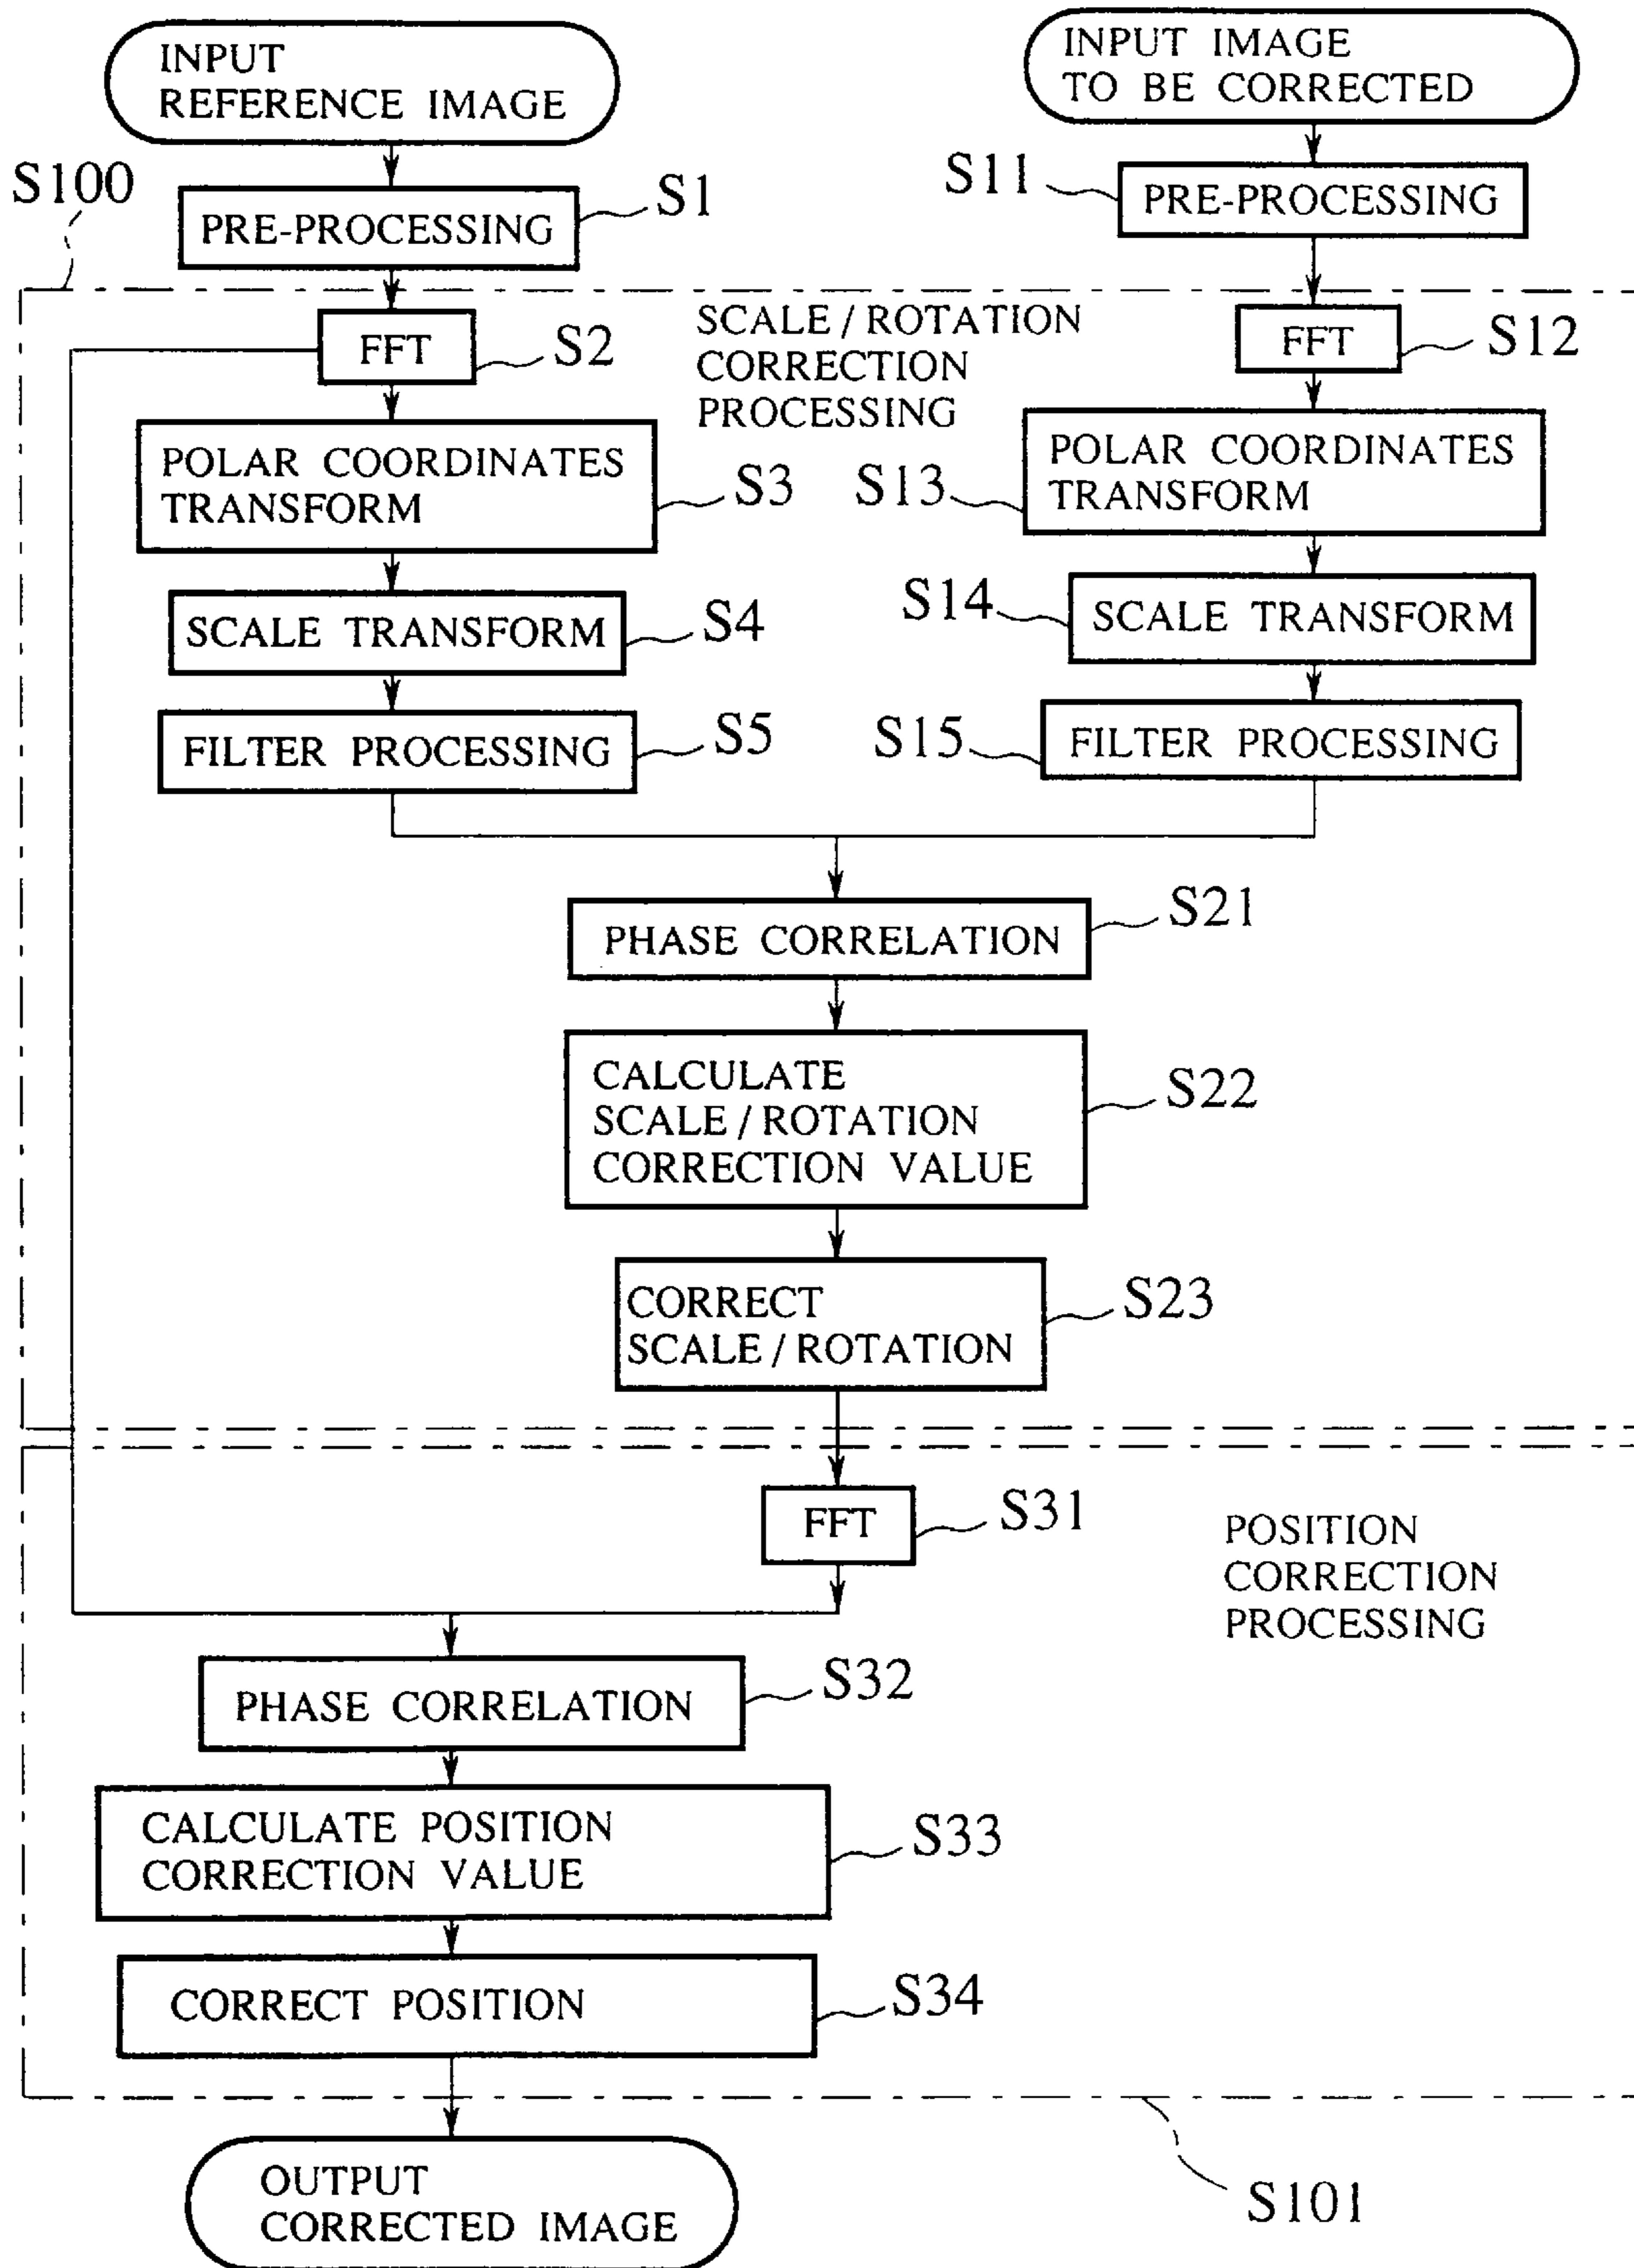 INPUT
REFERENCE IMAGE
INPUT IMAGE
TO BE CORRECTED
S100
PRE-PROCESSING
S1
S11
PRE-PROCESSING
FFT
S2
SCALE / ROTATION
CORRECTION
PROCESSING
FFT
S12
POLAR COORDINATES
TRANSFORM
S3
S13
POLAR COORDINATES
TRANSFORM
SCALE TRANSFORM
S4
S14
SCALE TRANSFORM
FILTER PROCESSING
S5
S15
FILTER PROCESSING
PHASE CORRELATION
S21
CALCULATE
SCALE / ROTATION
CORRECTION VALUE
S22
CORRECT
SCALE / ROTATION
S23
FFT
S31
POSITION
CORRECTION
PROCESSING
PHASE CORRELATION
S32
CALCULATE POSITION
CORRECTION VALUE
S33
CORRECT POSITION
S34
OUTPUT
CORRECTED IMAGE
S101